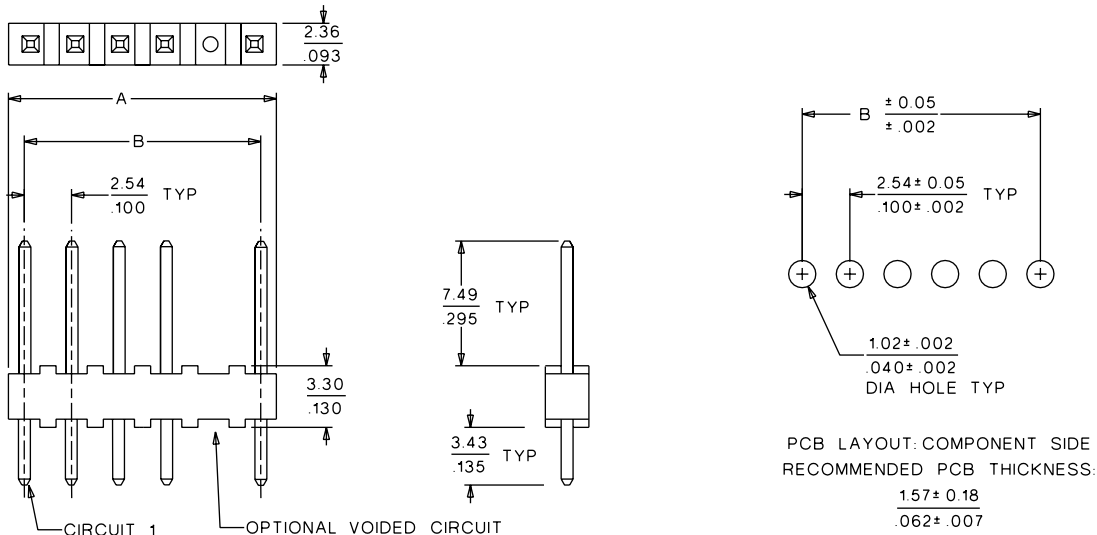 2.36
.093
A
B
2.54 TYP
.100
7.49 TYP
.295
3.30
.130
3.43 TYP
.135
CIRCUIT 1
OPTIONAL VOIDED CIRCUIT
B ± 0.05
± .002
2.54± 0.05 TYP
.100± .002
1.02± .002
.040± .002
DIA HOLE TYP
PCB LAYOUT: COMPONENT SIDE
RECOMMENDED PCB THICKNESS:
1.57± 0.18
.062± .007